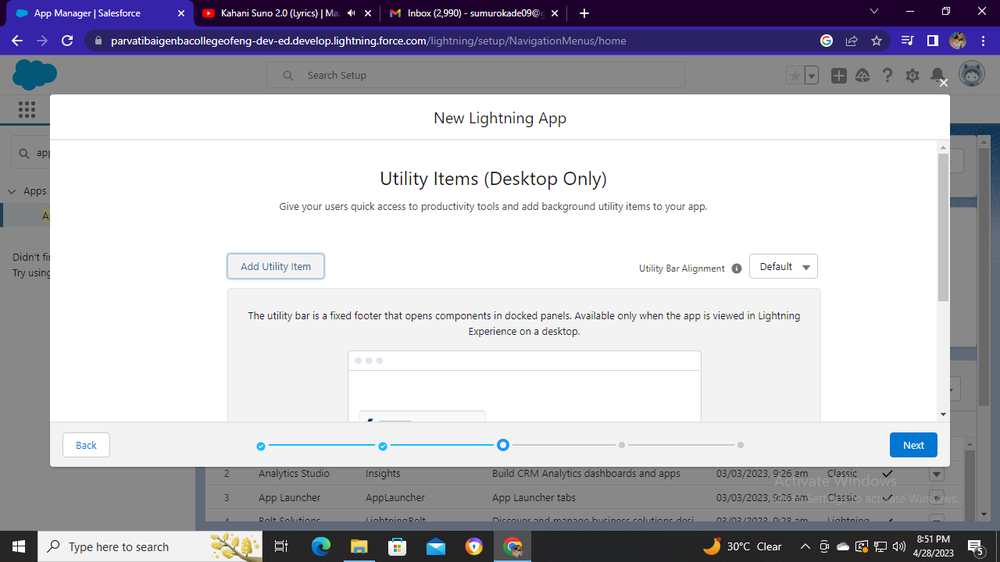 App Manager | Salesforce
Kahani Suno 2.0 (Lyrics) | Ma
Inbox (2,990) - sumurokade09@g
parvatibaigenbacollegeofeng-dev-ed.develop.lightning.force.com/lightning/setup/NavigationMenus/home
Search Setup
New Lightning App
app
Utility Items (Desktop Only)
Apps
Give your users quick access to productivity tools and add background utility items to your app.
Didn't fi
Try using
Add Utility Item
Utility Bar Alignment
Default
The utility bar is a fixed footer that opens components in docked panels. Available only when the app is viewed in Lightning
Experience on a desktop.
Back
Next
2 Analytics Studio Insights Build CRM Analytics dashboards and apps 03/03/2023, 9:26 am Classic
Activate Windows
3 App Launcher AppLauncher App Launcher tabs 03/03/2023, 9:26 am Classic
Go to Settings to activate Windows.
4 Bolt Solutions LightningBolt Discover and manage business solutions desi 03/03/2023, 9:28 am Lightning
Type here to search
30°C Clear
8:51 PM
4/28/2023
5